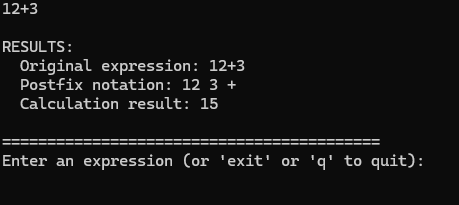 12+3
RESULTS:
Original expression: 12+3
Postfix notation: 12 3 +
Calculation result: 15
==========================================
Enter an expression (or 'exit' or 'q' to quit):